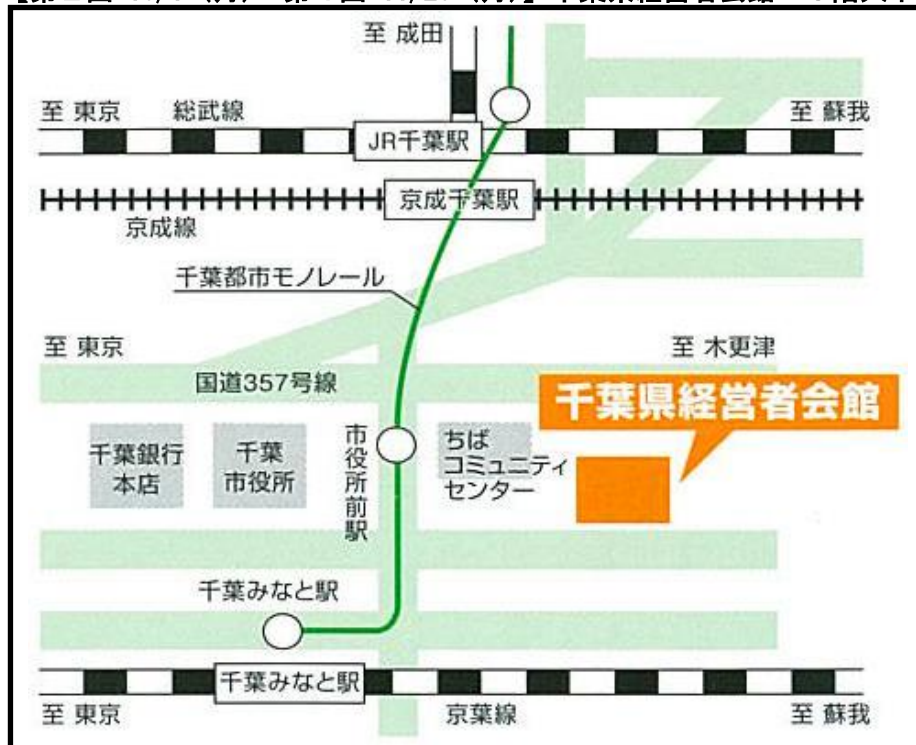 至 成田
至 東京
総武線
至 蘇我
JR千葉駅
京成千葉駅
京成線
千葉都市モノレール
至 東京
至 木更津
国道357号線
千葉県経営者会館
千葉銀行
本店
千葉
市役所
市役所前駅
ちば
コミュニティ
センター
千葉みなと駅
千葉みなと駅
至 東京
京葉線
至 蘇我